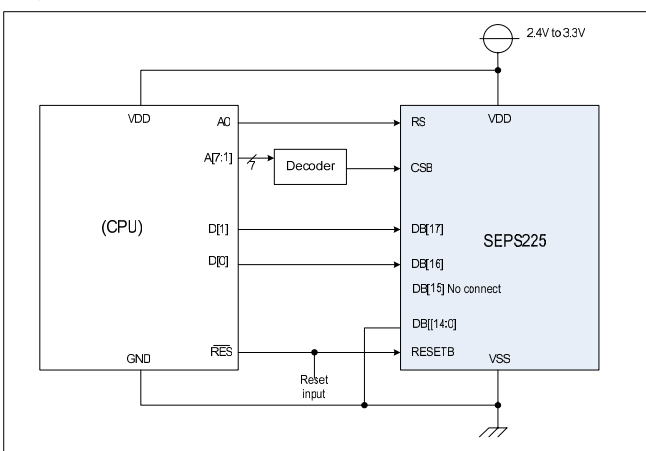 2.4V to 3.3V
VDD
A0
A[7:1]
7
Decoder
(CPU)
D[1]
D[0]
GND
RES
Reset
input
RS
VDD
CSB
DB[17]
SEPS225
DB[16]
DB[15] No connect
DB[[14:0]
RESETB
VSS